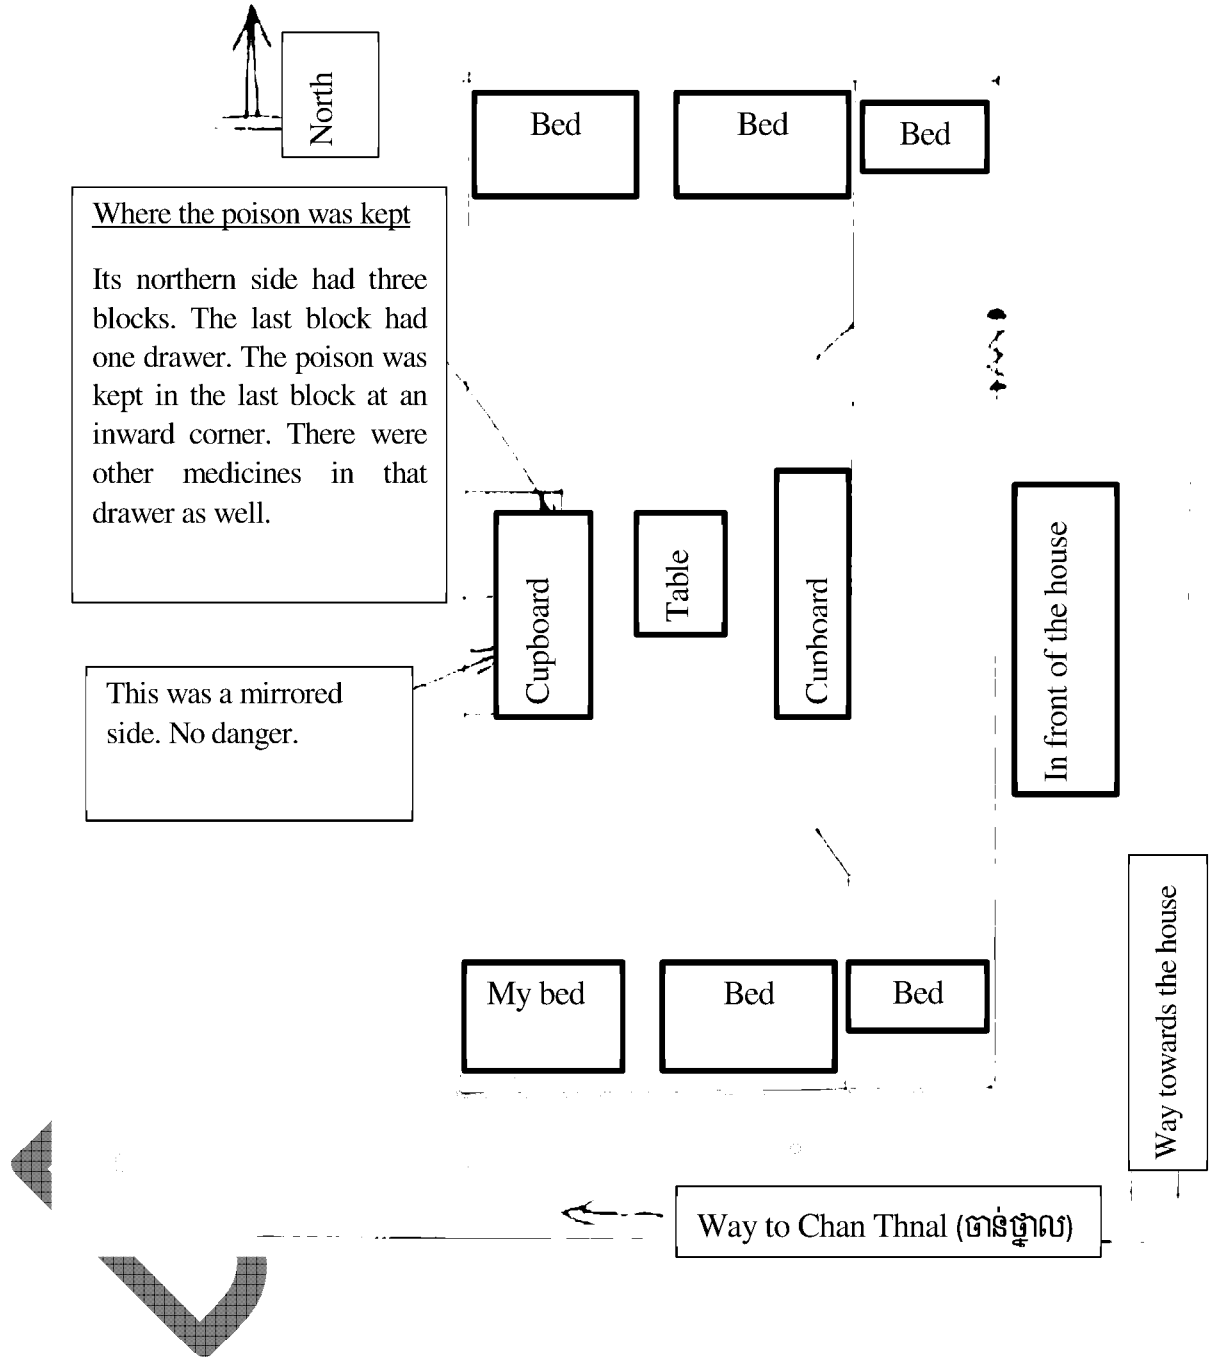 North
Bed
Bed
Bed
Where the poison was kept
Its northern side had three
blocks. The last block had
one drawer. The poison was
kept in the last block at an
inward corner. There were
other medicines in that
drawer as well.
Cupboard
Table
Cupboard
In front of the house
This was a mirrored
side. No danger.
My bed
Bed
Bed
Way towards the house
Way to Chan Thnal (ចាន់ថ្នាល)